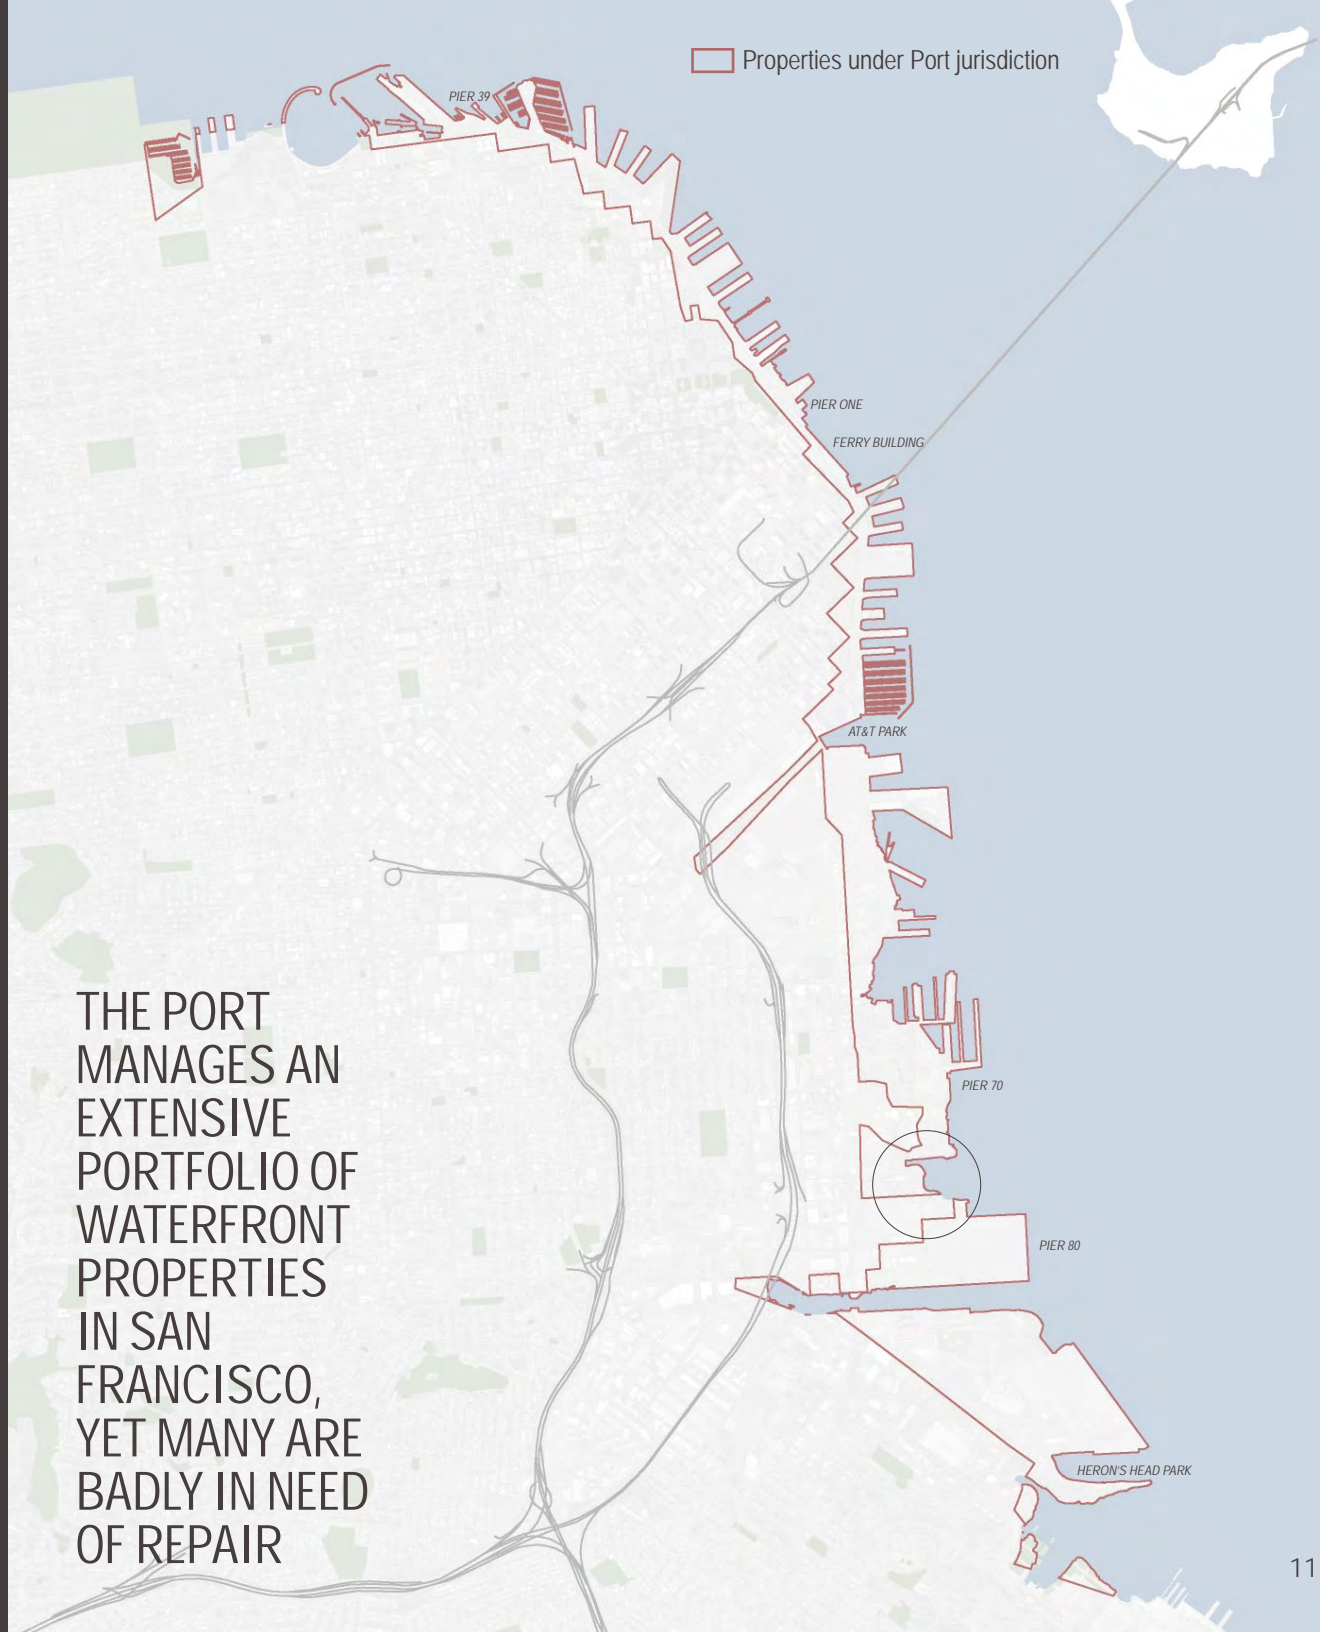 Properties under Port jurisdiction
PIER 39
PIER ONE
FERRY BUILDING
AT&T PARK
THE PORT
MANAGES AN
EXTENSIVE
PORTFOLIO OF
WATERFRONT
PROPERTIES
IN SAN
FRANCISCO,
YET MANY ARE
BADLY IN NEED
OF REPAIR
PIER 70
PIER 80
HERON'S HEAD PARK
11